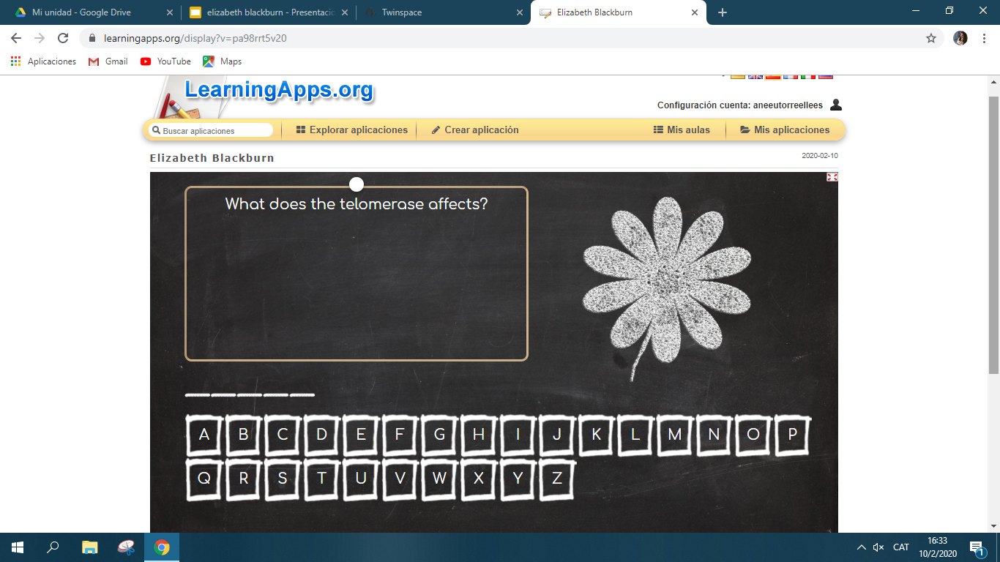 Mi unidad - Google Drive
elizabeth blackburn - Presentacio
Twinspace
Elizabeth Blackburn
learningapps.org/display?v=pa98rrt5v20
Aplicaciones Gmail YouTube Maps
LearningApps.org
Configuración cuenta: aneeutorreellees
Buscar aplicaciones Explorar aplicaciones Crear aplicación Mis aulas Mis aplicaciones
Elizabeth Blackburn 2020-02-10
What does the telomerase affects?
A B C D E F G H I J K L M N O P
Q R S T U V W X Y Z
CAT
16:33
10/2/2020
1